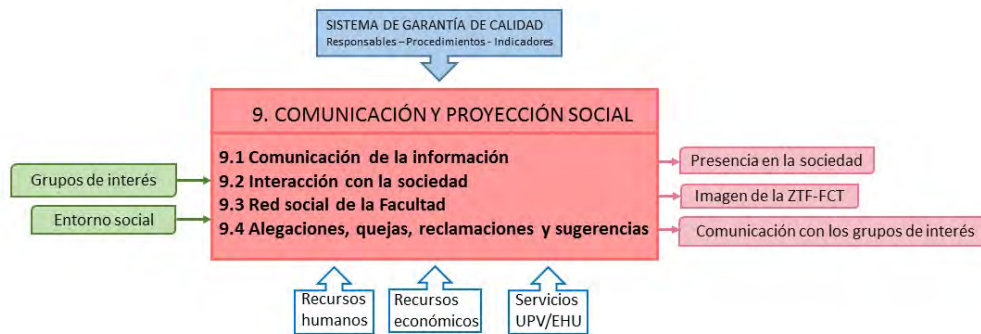 SISTEMA DE GARANTÍA DE CALIDAD
Responsables – Procedimientos - Indicadores
9. COMUNICACIÓN Y PROYECCIÓN SOCIAL
9.1 Comunicación de la información
9.2 Interacción con la sociedad
9.3 Red social de la Facultad
9.4 Alegaciones, quejas, reclamaciones y sugerencias
Grupos de interés
Entorno social
Presencia en la sociedad
Imagen de la ZTF-FCT
Comunicación con los grupos de interés
Recursos
humanos
Recursos
económicos
Servicios
UPV/EHU